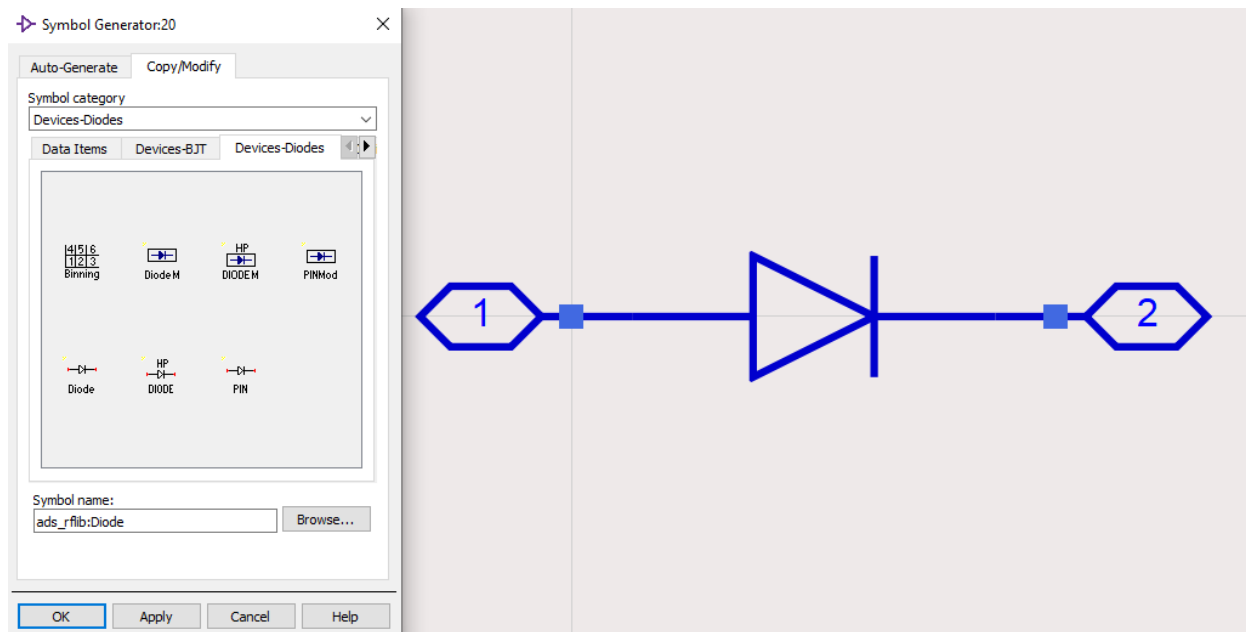 Symbol Generator:20
Auto-Generate Copy/Modify
Symbol category
Devices-Diodes
Data Items Devices-BJT Devices-Diodes
4 5 6
1 2 3
Binning
DiodeM
HP
DIODEM
PINMod
Diode
HP
DIODE
PIN
Symbol name:
ads_rflib:Diode Browse...
OK Apply Cancel Help
1 2